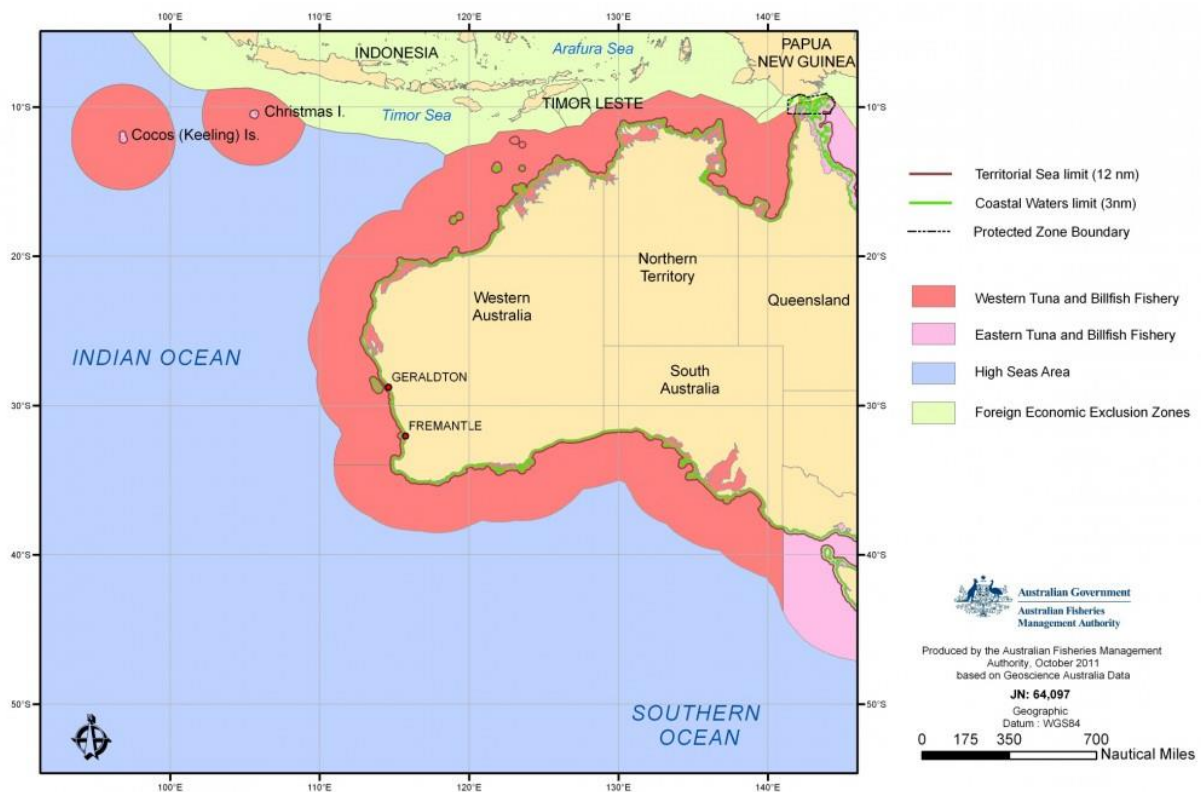 100°E
110°E
120°E
130°E
140°E
INDONESIA
Arafura Sea
PAPUA
NEW GUINEA
10°S
10°S
Christmas I.
TIMOR LESTE
Timor Sea
Cocos (Keeling) Is.
20°S
20°S
Northern
Territory
Western
Australia
Queensland
INDIAN OCEAN
GERALDTON
South
Australia
30°S
30°S
FREMANTLE
40°S
40°S
50°S
50°S
SOUTHERN
OCEAN
100°E
110°E
120°E
130°E
140°E
Territorial Sea limit (12 nm)
Coastal Waters limit (3nm)
Protected Zone Boundary
Western Tuna and Billfish Fishery
Eastern Tuna and Billfish Fishery
High Seas Area
Foreign Economic Exclusion Zones
Australian Government
Australian Fisheries
Management Authority
Produced by the Australian Fisheries Management
Authority, October 2011
based on Geoscience Australia Data
JN: 64,097
Geographic
Datum : WGS84
0 175 350 700
Nautical Miles